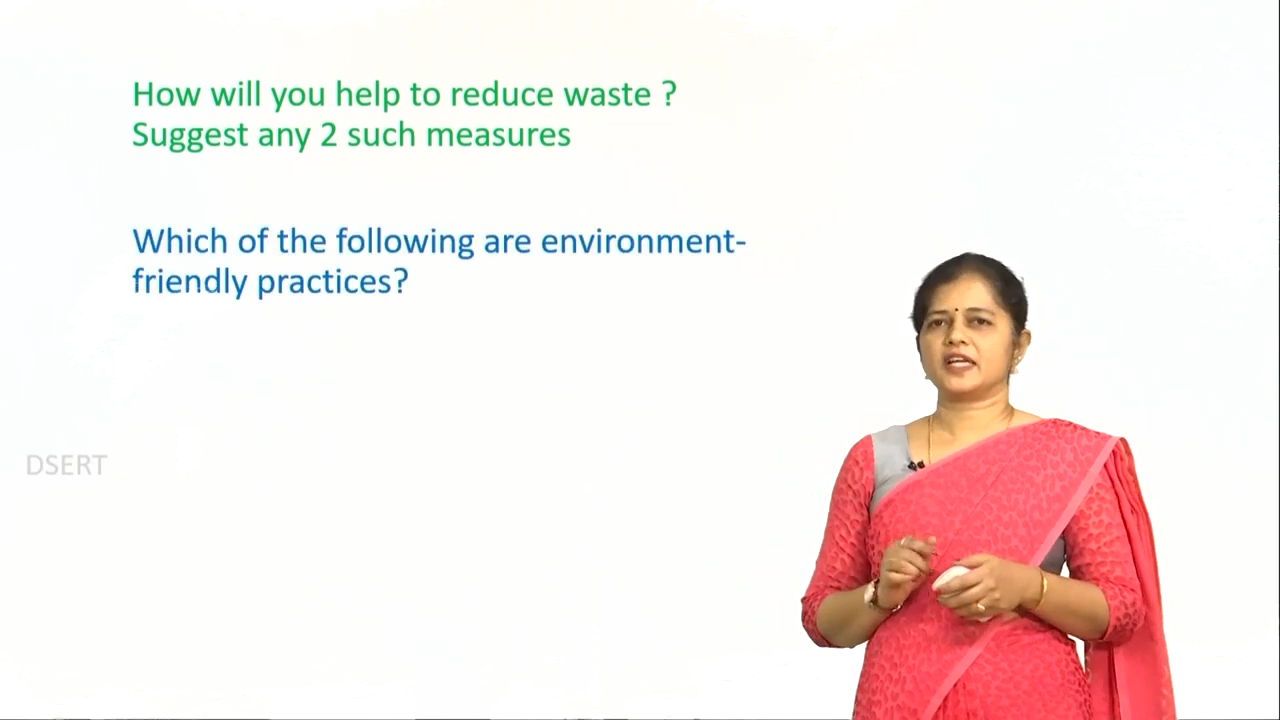 How will you help to reduce waste ?
Suggest any 2 such measures
Which of the following are environment-
friendly practices?
DSERT